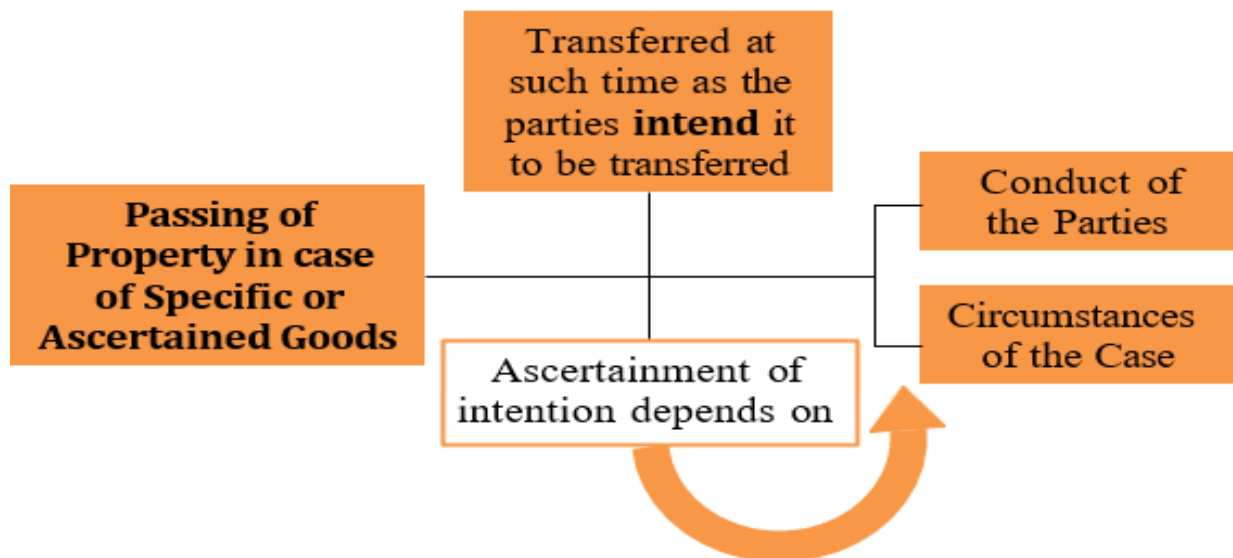 Transferred at
such time as the
parties intend it
to be transferred
Passing of
Property in case
of Specific or
Ascertained Goods
Conduct of
the Parties
Circumstances
of the Case
Ascertainment of
intention depends on